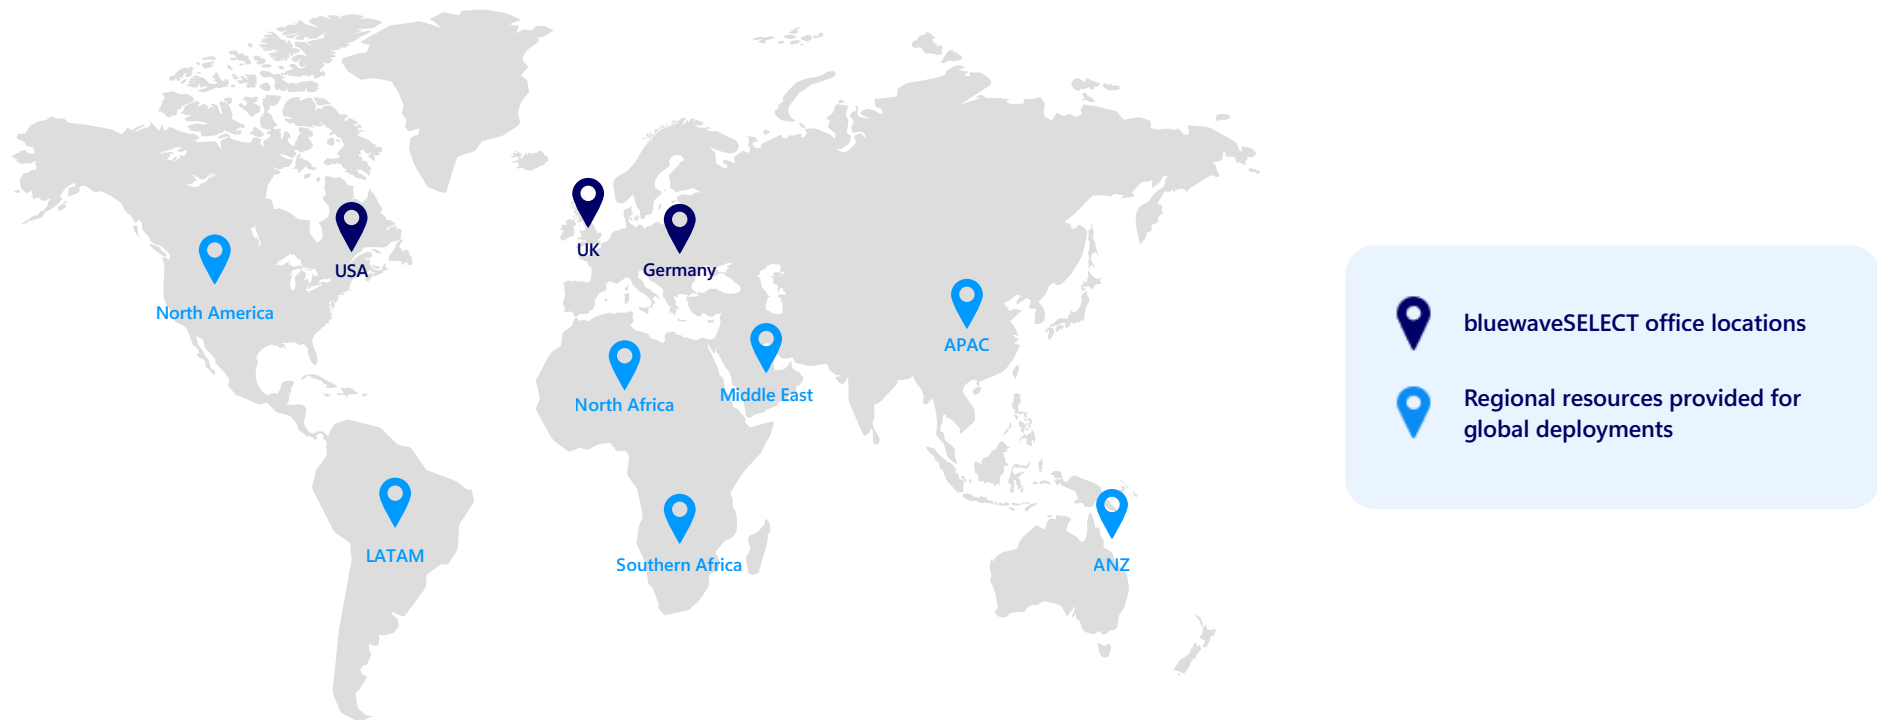 UK
USA
Germany
North America
APAC
Middle East
North Africa
LATAM
Southern Africa
ANZ
bluewaveSELECT office locations
Regional resources provided for
global deployments